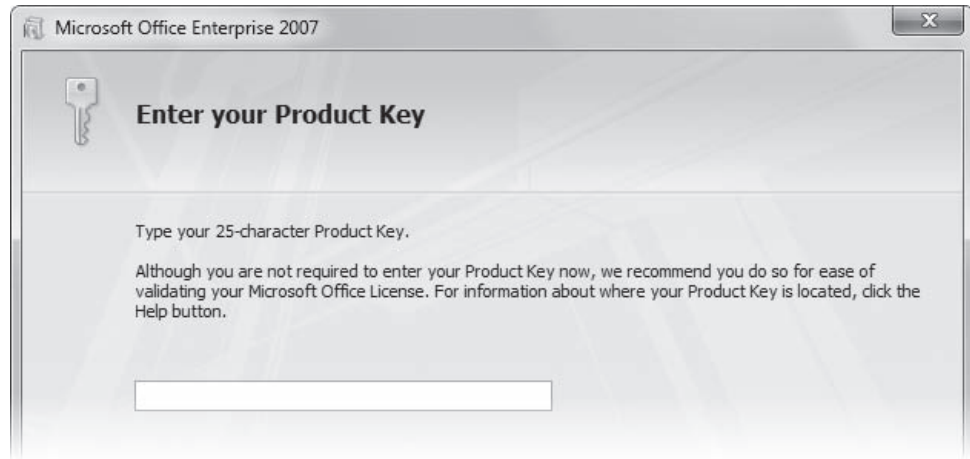 Microsoft Office Enterprise 2007
Enter your Product Key
Type your 25-character Product Key.
Although you are not required to enter your Product Key now, we recommend you do so for ease of
validating your Microsoft Office License. For information about where your Product Key is located, click the
Help button.